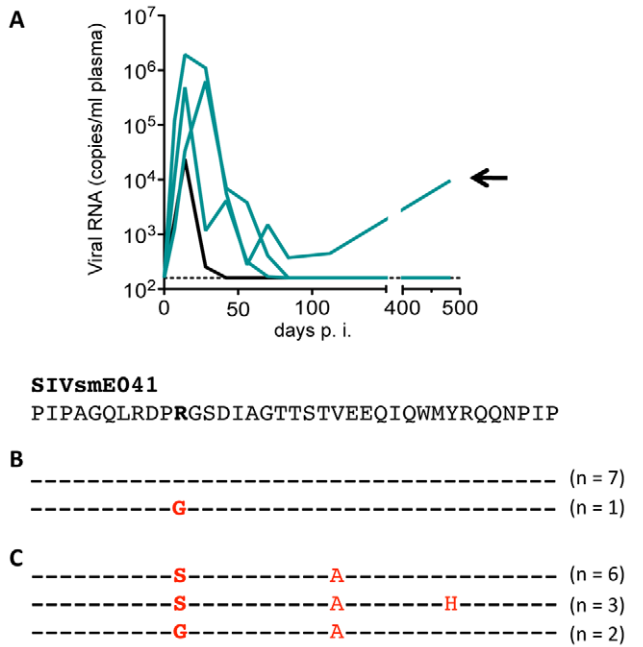 A
Viral RNA (copies/ml plasma)
10⁷
10⁶
10⁵
10⁴
10³
10²
0 50 100 400 500
days p. i.
SIVsmE041
PIPAGQLRDPRGSDIAGTTSTVEEQIQWMYRQQNPIP
B
------------------------------------- (n = 7)
----------G-------------------------- (n = 1)
C
----------S----------A--------------- (n = 6)
----------S----------A-------H------- (n = 3)
----------G----------A--------------- (n = 2)